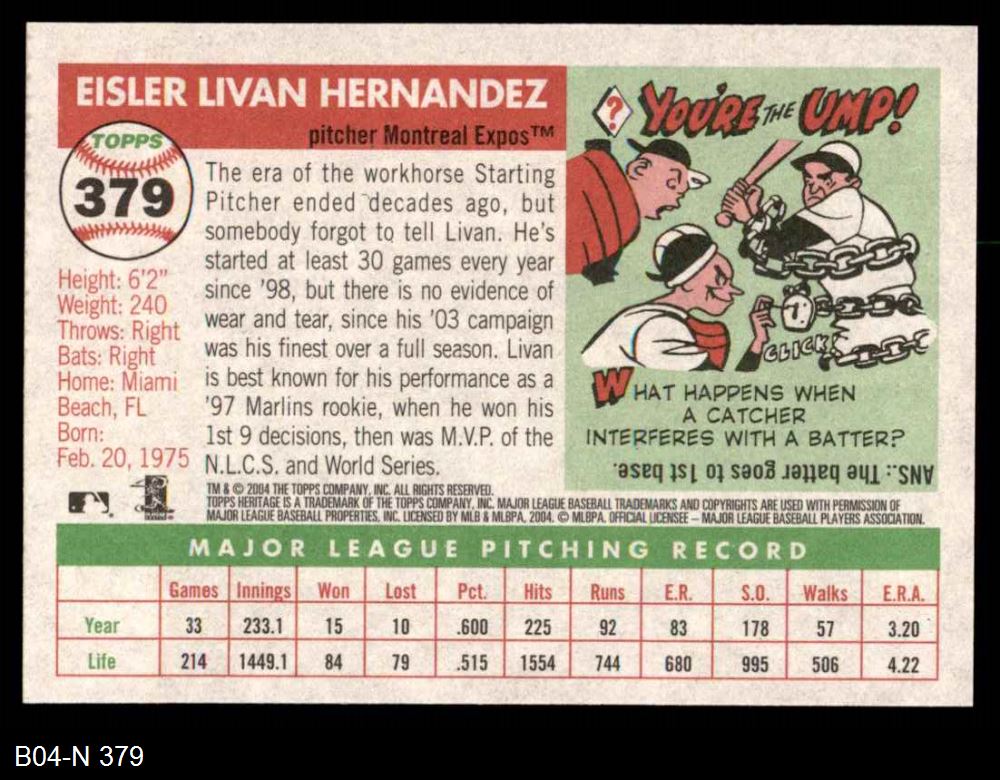 EISLER LIVAN HERNANDEZ
pitcher Montreal Expos™
TOPPS
379
Height: 6'2"
Weight: 240
Throws: Right
Bats: Right
Home: Miami
Beach, FL
Born:
Feb. 20, 1975
The era of the workhorse Starting
Pitcher ended decades ago, but
somebody forgot to tell Livan. He's
started at least 30 games every year
since '98, but there is no evidence of
wear and tear, since his '03 campaign
was his finest over a full season. Livan
is best known for his performance as a
'97 Marlins rookie, when he won his
1st 9 decisions, then was M.V.P. of the
N.L.C.S. and World Series.
? YOU'RE THE UMP!
CLICK
WHAT HAPPENS WHEN
A CATCHER
INTERFERES WITH A BATTER?
ANS.: The batter goes to 1st base.
TM & © 2004 THE TOPPS COMPANY, INC. ALL RIGHTS RESERVED.
TOPPS HERITAGE IS A TRADEMARK OF THE TOPPS COMPANY, INC. MAJOR LEAGUE BASEBALL TRADEMARKS AND COPYRIGHTS ARE USED WITH PERMISSION OF
MAJOR LEAGUE BASEBALL PROPERTIES, INC. LICENSED BY MLB & MLBPA, 2004. © MLBPA. OFFICIAL LICENSEE – MAJOR LEAGUE BASEBALL PLAYERS ASSOCIATION.
MAJOR LEAGUE PITCHING RECORD
Games Innings Won Lost Pct. Hits Runs E.R. S.O. Walks E.R.A.
Year 33 233.1 15 10 .600 225 92 83 178 57 3.20
Life 214 1449.1 84 79 .515 1554 744 680 995 506 4.22
B04-N 379